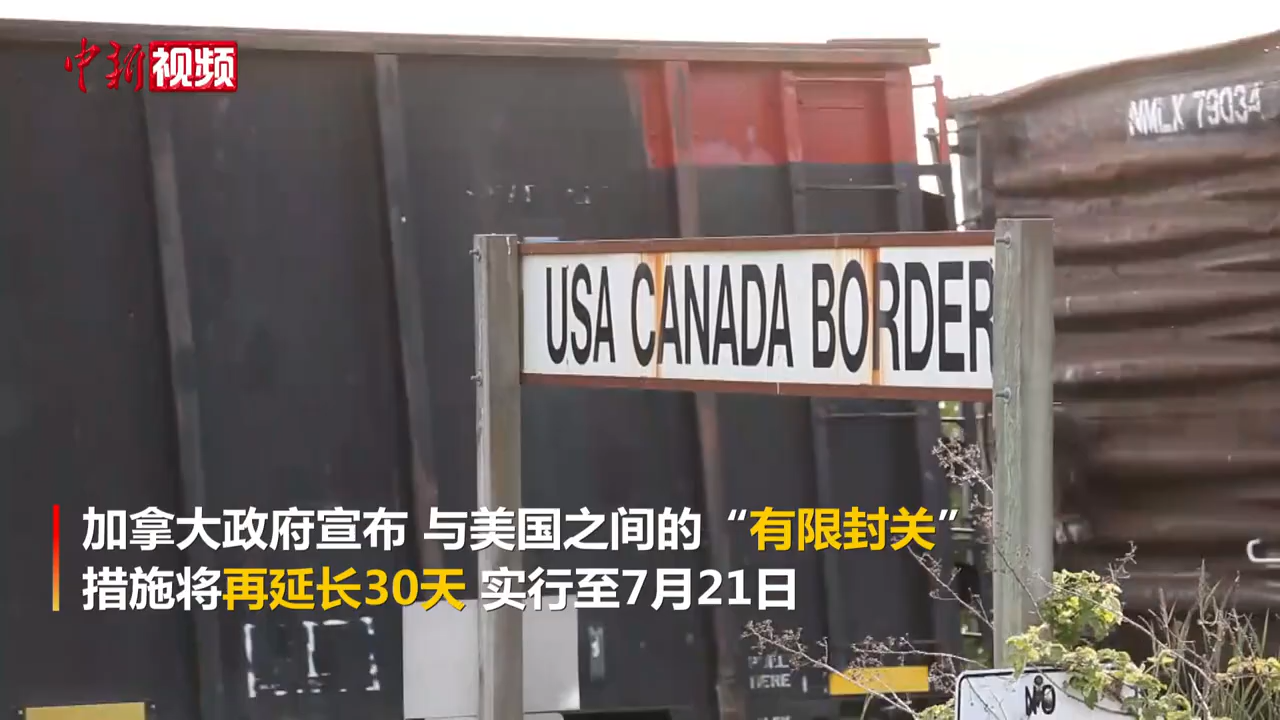 中新视频
NMLX 79034
USA CANADA BORDER
加拿大政府宣布 与美国之间的“有限封关”
措施将再延长30天 实行至7月21日
PULL
HERE